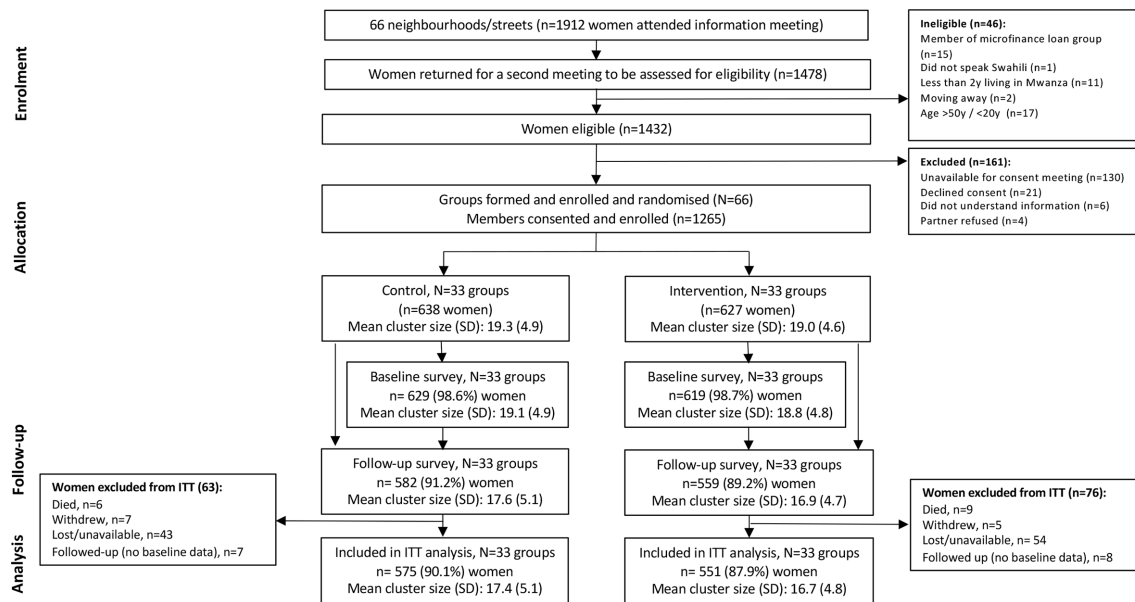 Enrolment
66 neighbourhoods/streets (n=1912 women attended information meeting)
Women returned for a second meeting to be assessed for eligibility (n=1478)
Ineligible (n=46):
Member of microfinance loan group
(n=15)
Did not speak Swahili (n=1)
Less than 2y living in Mwanza (n=11)
Moving away (n=2)
Age >50y / <20y (n=17)
Women eligible (n=1432)
Excluded (n=161):
Unavailable for consent meeting (n=130)
Declined consent (n=21)
Did not understand information (n=6)
Partner refused (n=4)
Allocation
Groups formed and enrolled and randomised (N=66)
Members consented and enrolled (n=1265)
Control, N=33 groups
(n=638 women)
Mean cluster size (SD): 19.3 (4.9)
Intervention, N=33 groups
(n=627 women)
Mean cluster size (SD): 19.0 (4.6)
Baseline survey, N=33 groups
n= 629 (98.6%) women
Mean cluster size (SD): 19.1 (4.9)
Baseline survey, N=33 groups
n=619 (98.7%) women
Mean cluster size (SD): 18.8 (4.8)
Follow-up
Follow-up survey, N=33 groups
n= 582 (91.2%) women
Mean cluster size (SD): 17.6 (5.1)
Follow-up survey, N=33 groups
n=559 (89.2%) women
Mean cluster size (SD): 16.9 (4.7)
Women excluded from ITT (63):
Died, n=6
Withdrew, n=7
Lost/unavailable, n=43
Followed-up (no baseline data), n=7
Women excluded from ITT (n=76):
Died, n=9
Withdrew, n=5
Lost/unavailable, n= 54
Followed up (no baseline data), n=8
Analysis
Included in ITT analysis, N=33 groups
n= 575 (90.1%) women
Mean cluster size (SD): 17.4 (5.1)
Included in ITT analysis, N=33 groups
n= 551 (87.9%) women
Mean cluster size (SD): 16.7 (4.8)